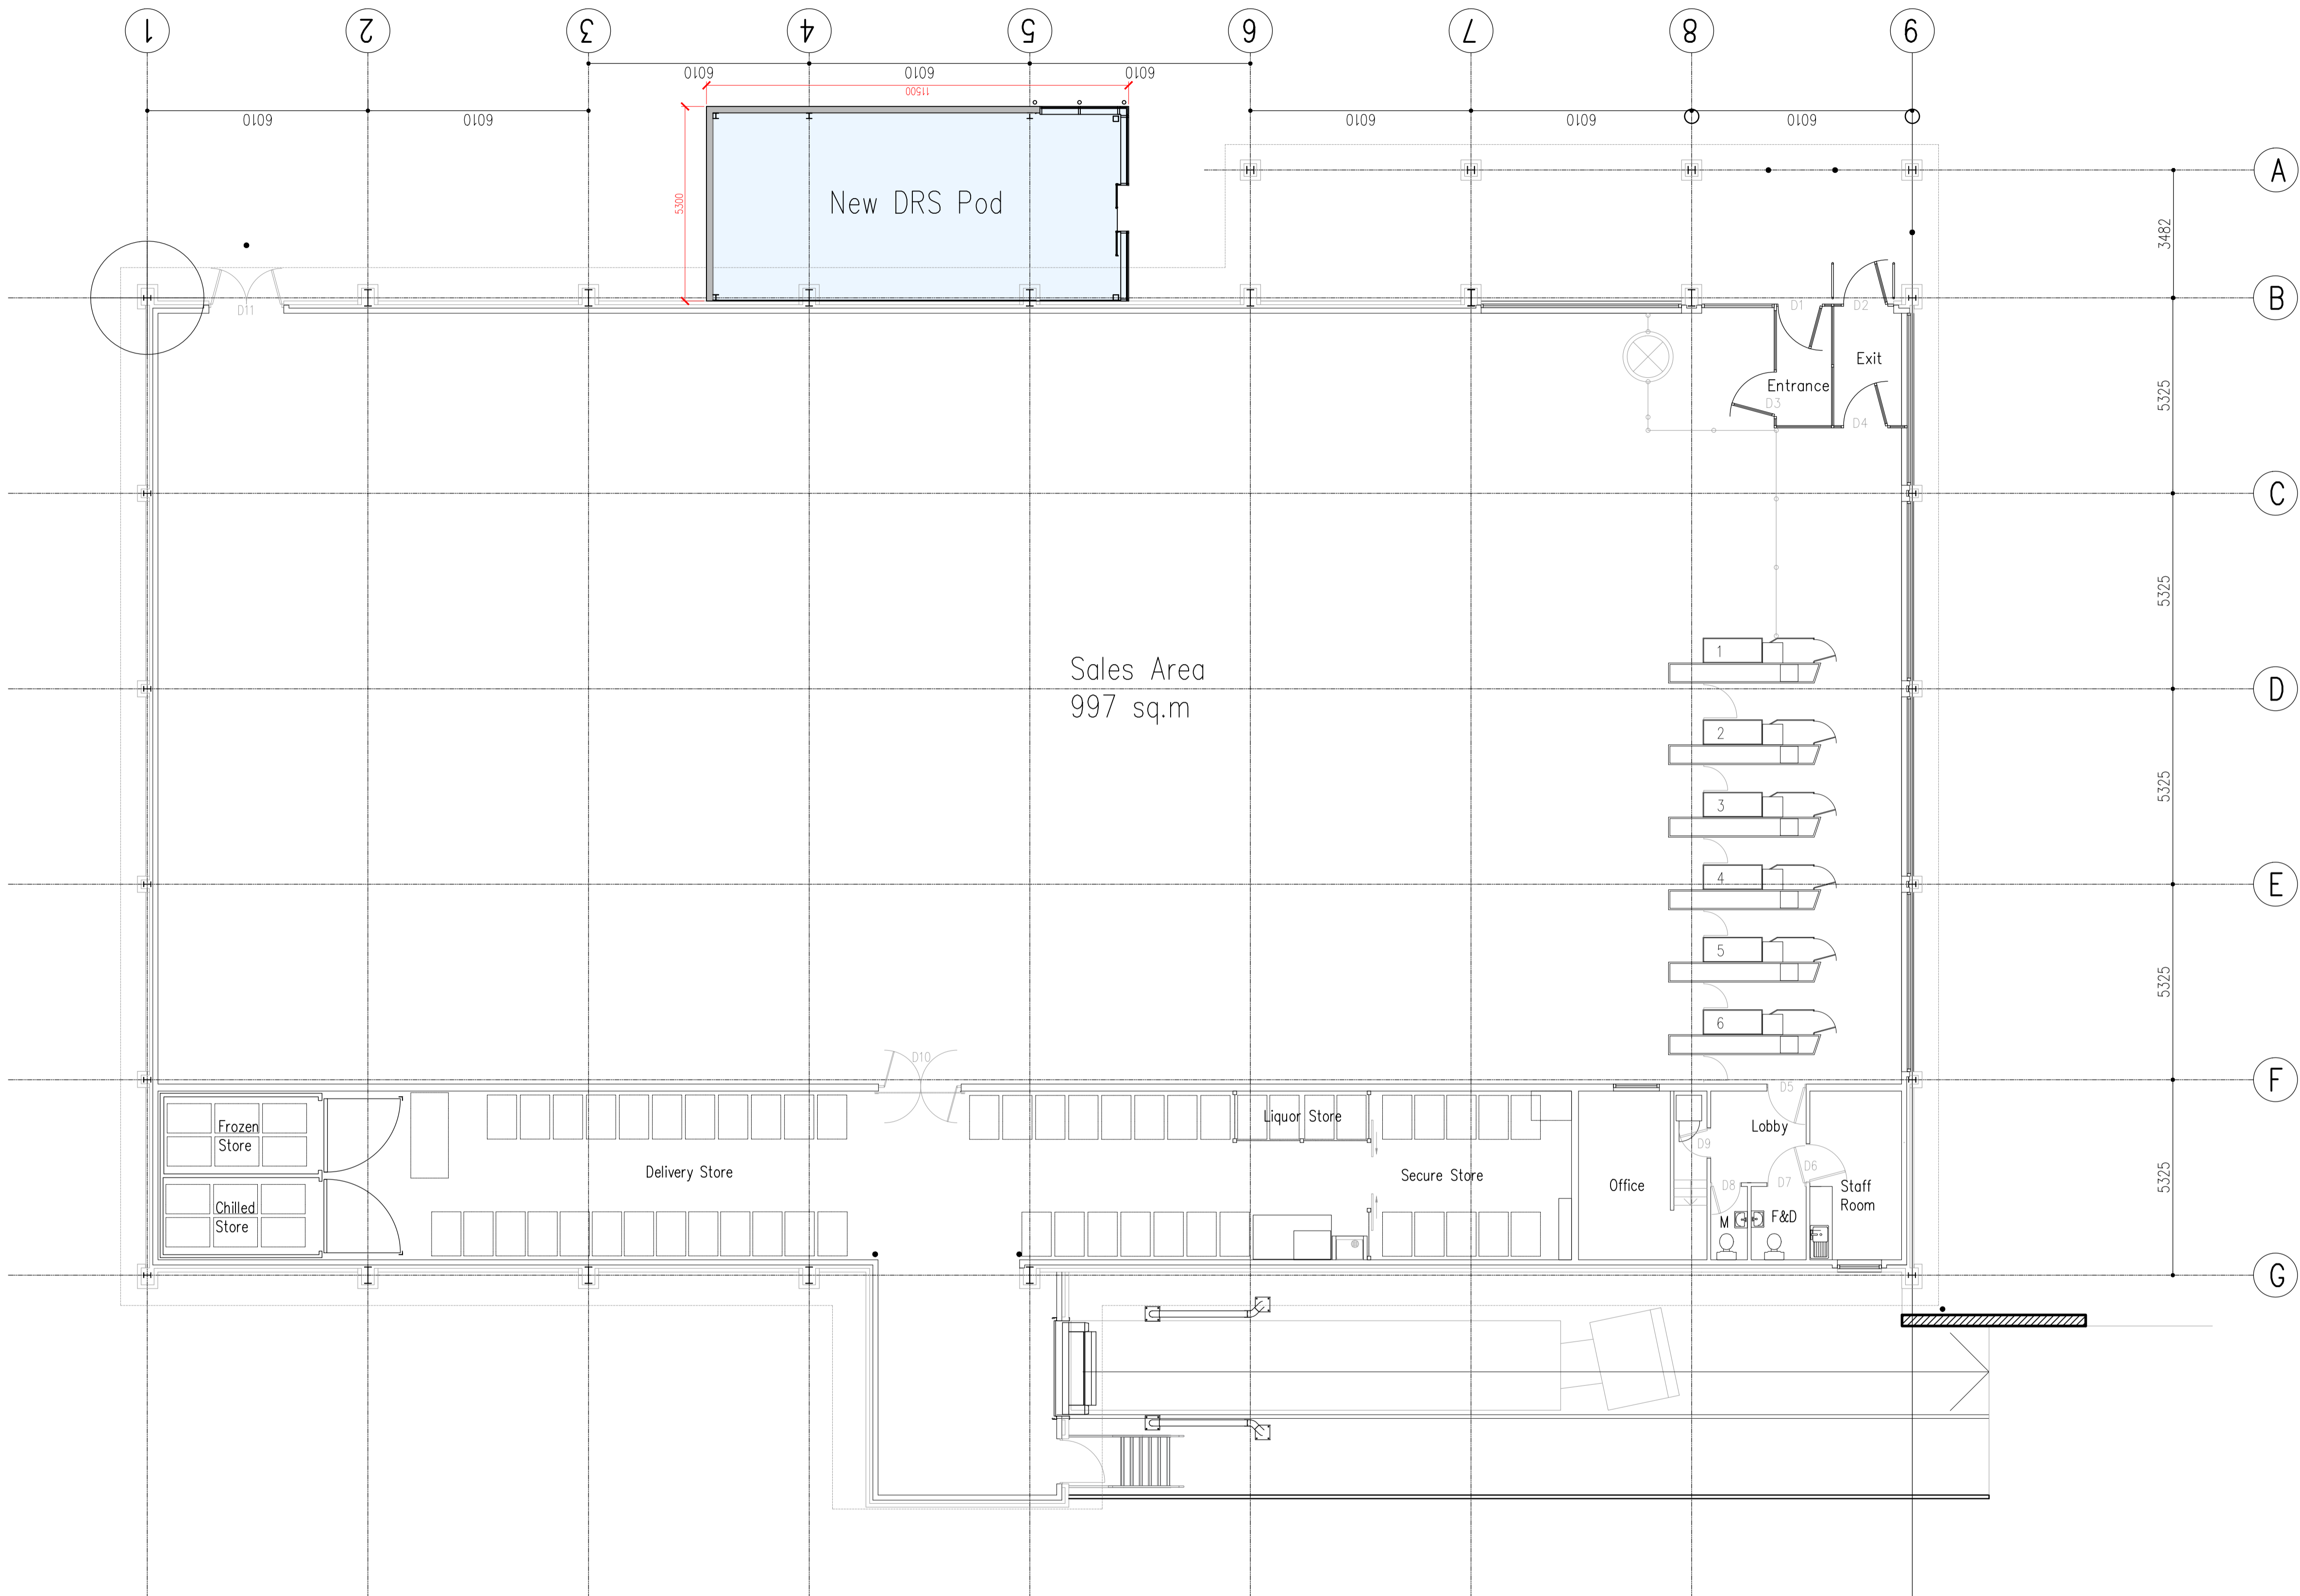 1 2 3 4 5 6 7 8 9
6010 6010 6010
11500
6010 6010 6010 6010 6010
A
5300
New DRS Pod
3482
B
D11
D1 D2
Exit
Entrance
D3
D4
5325
C
5325
1
Sales Area
997 sq.m
D
2
5325
3
4
E
5
5325
6
D10
F
D5
Frozen
Store
Liquor Store
Lobby
D9
Delivery Store
Secure Store
D6
5325
Office
D8
D7
Staff
Room
Chilled
Store
M
F&D
G